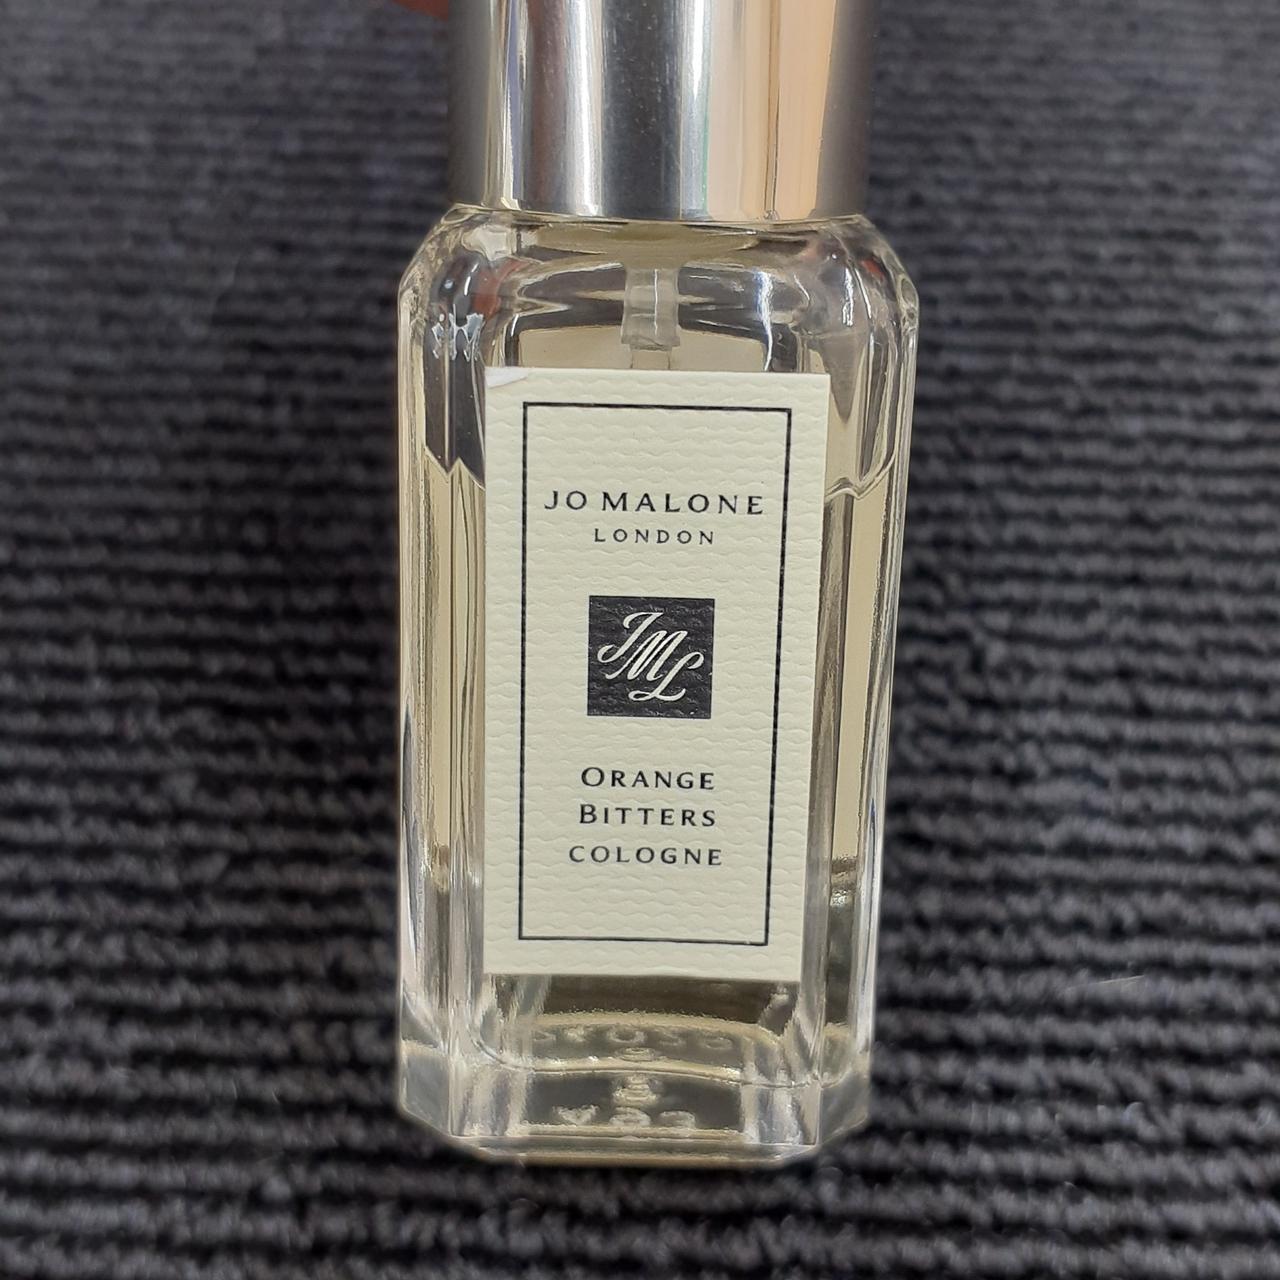 JO MALONE
LONDON
JML
ORANGE
BITTERS
COLOGNE